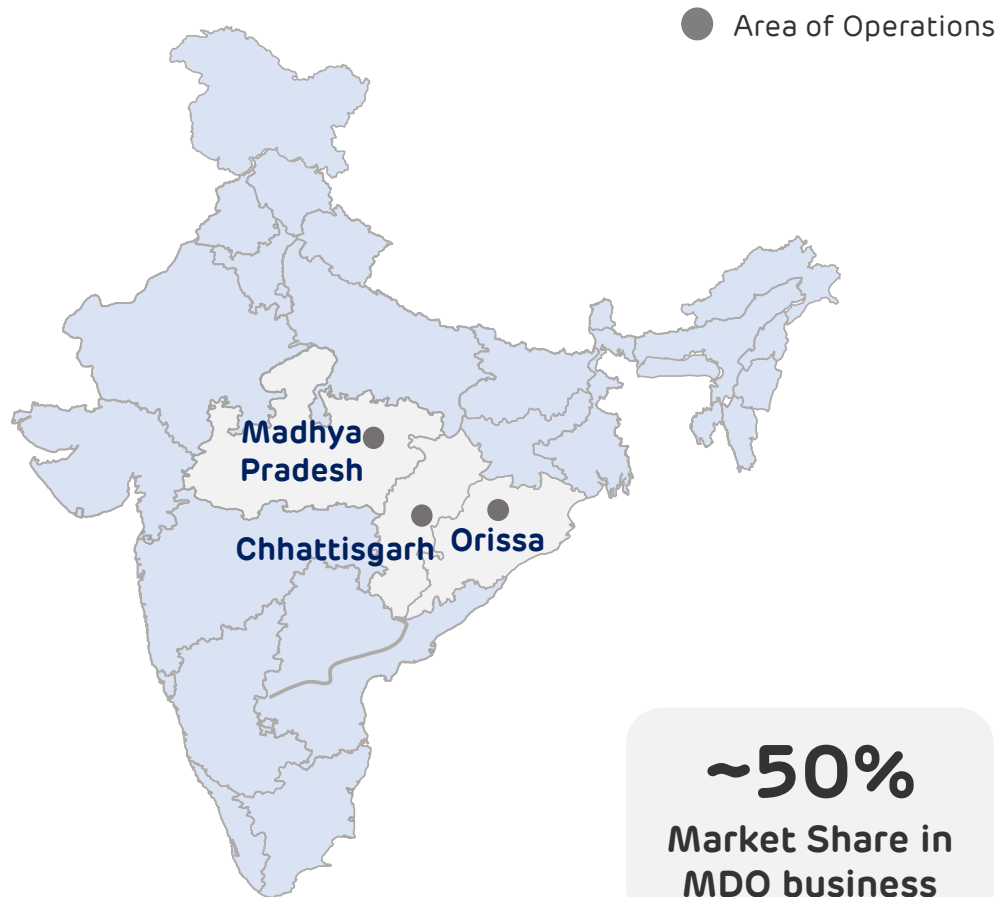 Area of Operations
Madhya
Pradesh
Chhattisgarh
Orissa
~50%
Market Share in
MDO business